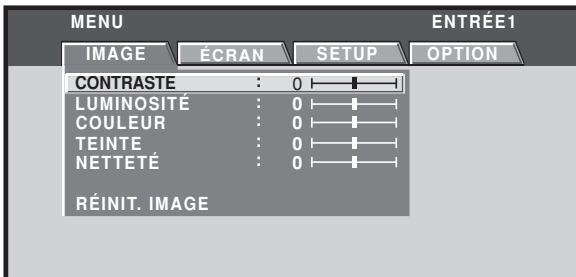 MENU ENTRÉE1
IMAGE ÉCRAN SETUP OPTION
CONTRASTE : 0
LUMINOSITÉ : 0
COULEUR : 0
TEINTE : 0
NETTETÉ : 0
RÉINIT. IMAGE